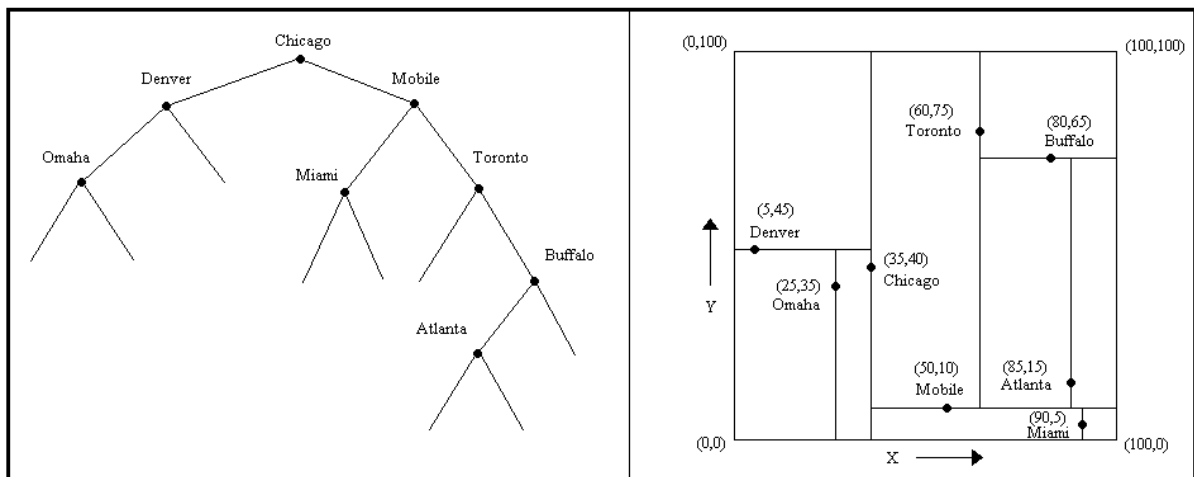 Chicago
Denver
Mobile
Omaha
Miami
Toronto
Buffalo
Atlanta
(0,100)
(100,100)
(60,75)
Toronto
(80,65)
Buffalo
(5,45)
Denver
(35,40)
Chicago
(25,35)
Omaha
Y
(50,10)
Mobile
(85,15)
Atlanta
(90,5)
Miami
(0,0)
X
(100,0)